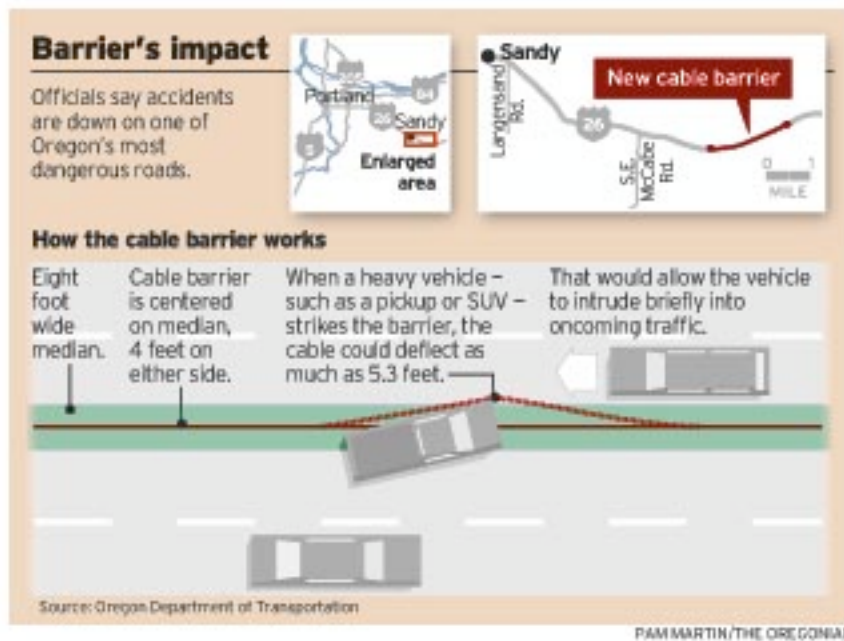 Barrier's impact
Officials say accidents
are down on one of
Oregon's most
dangerous roads.
Portland
84
26
Sandy
5
Enlarged
area
Sandy
Langensand
Rd.
26
S.E.
McCabe
Rd.
New cable barrier
0 1
MILE
How the cable barrier works
Eight
foot
wide
median.
Cable barrier
is centered
on median,
4 feet on
either side.
When a heavy vehicle –
such as a pickup or SUV –
strikes the barrier, the
cable could deflect as
much as 5.3 feet.
That would allow the vehicle
to intrude briefly into
oncoming traffic.
Source: Oregon Department of Transportation
PAM MARTIN/THE OREGONIAN